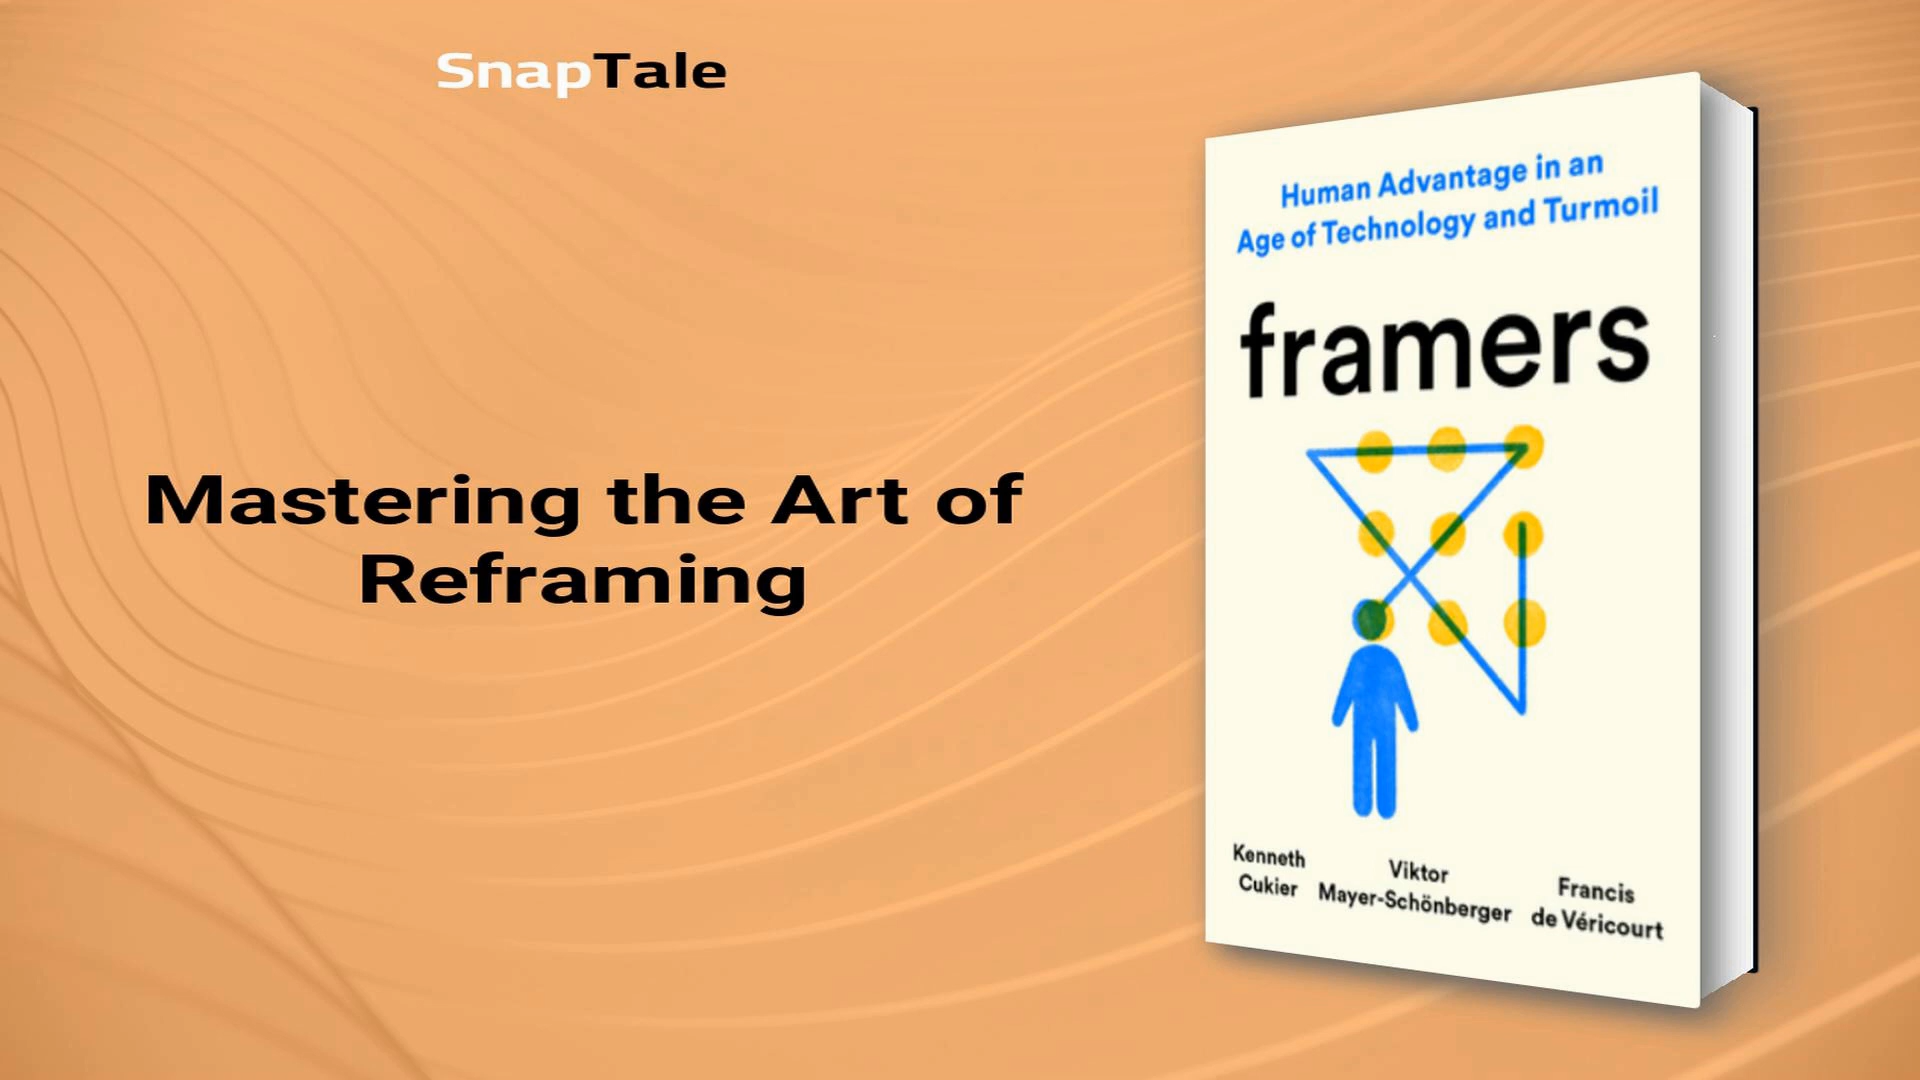 SnapTale
Mastering the Art of
Reframing
Human Advantage in an
Age of Technology and Turmoil
framers
Kenneth
Cukier
Viktor
Mayer-Schönberger
Francis
de Véricourt